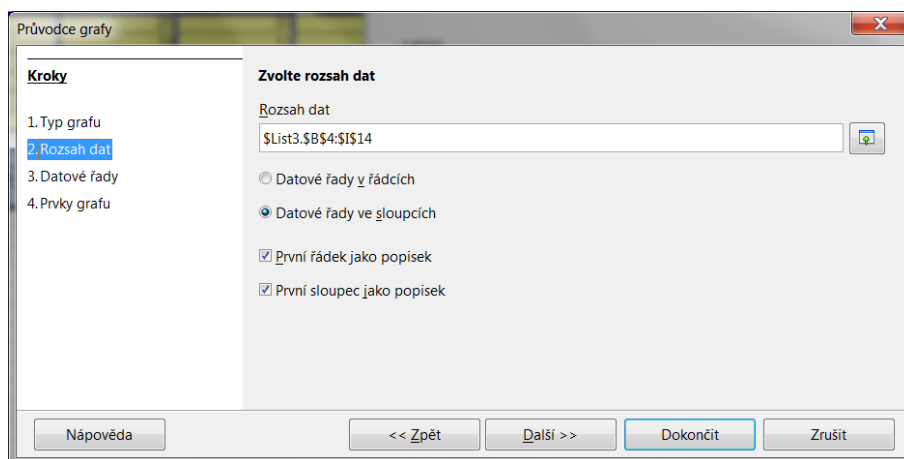 Průvodce grafy
Kroky
1. Typ grafu
2. Rozsah dat
3. Datové řady
4. Prvky grafu
Zvolte rozsah dat
Rozsah dat
$List3.$B$4:$I$14
Datové řady v řádcích
Datové řady ve sloupcích
První řádek jako popisek
První sloupec jako popisek
Nápověda
<< Zpět
Další >>
Dokončit
Zrušit